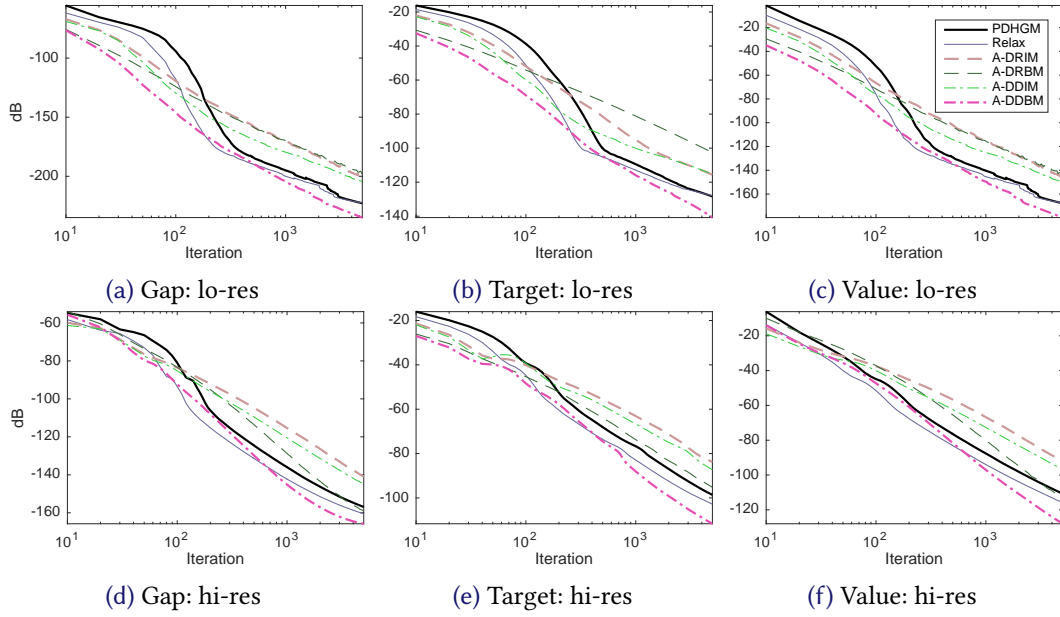 -50
-100
-150
-200
dB
10^1
10^2
10^3
Iteration
(a) Gap: lo-res
-20
-40
-60
-80
-100
-120
-140
10^1
10^2
10^3
Iteration
(b) Target: lo-res
-20
-40
-60
-80
-100
-120
-140
-160
10^1
10^2
10^3
Iteration
PDHGM
Relax
A-DRIM
A-DRBM
A-DDIM
A-DDBM
(c) Value: lo-res
-60
-80
-100
-120
-140
-160
dB
10^1
10^2
10^3
Iteration
(d) Gap: hi-res
-20
-40
-60
-80
-100
10^1
10^2
10^3
Iteration
(e) Target: hi-res
-20
-40
-60
-80
-100
-120
10^1
10^2
10^3
Iteration
(f) Value: hi-res